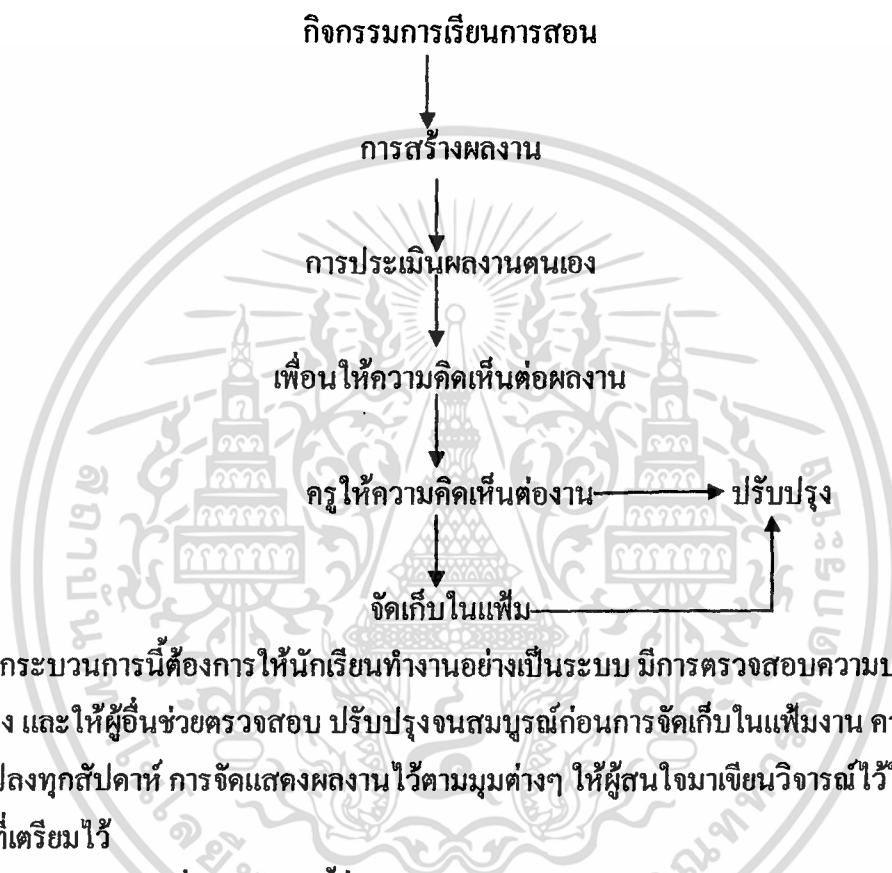 กิจกรรมการเรียนการสอน
การสร้างผลงาน
การประเมินผลงานตนเอง
เพื่อนให้ความคิดเห็นต่อผลงาน
ครูให้ความคิดเห็นต่องาน
ปรับปรุง
จัดเก็บในแฟ้ม
กระบวนการนี้ต้องการให้นักเรียนทำงานอย่างเป็นระบบ มีการตรวจสอบความบ
ง และให้ผู้อื่นช่วยตรวจสอบ ปรับปรุงจนสมบูรณ์ก่อนการจัดเก็บในแฟ้มงาน
ปลงทุกสัปดาห์ การจัดแสดงผลงานไว้ตามมุมต่างๆ ให้ผู้สนใจมาเขียนวิจารณ์ไว้
ที่เตรียมไว้